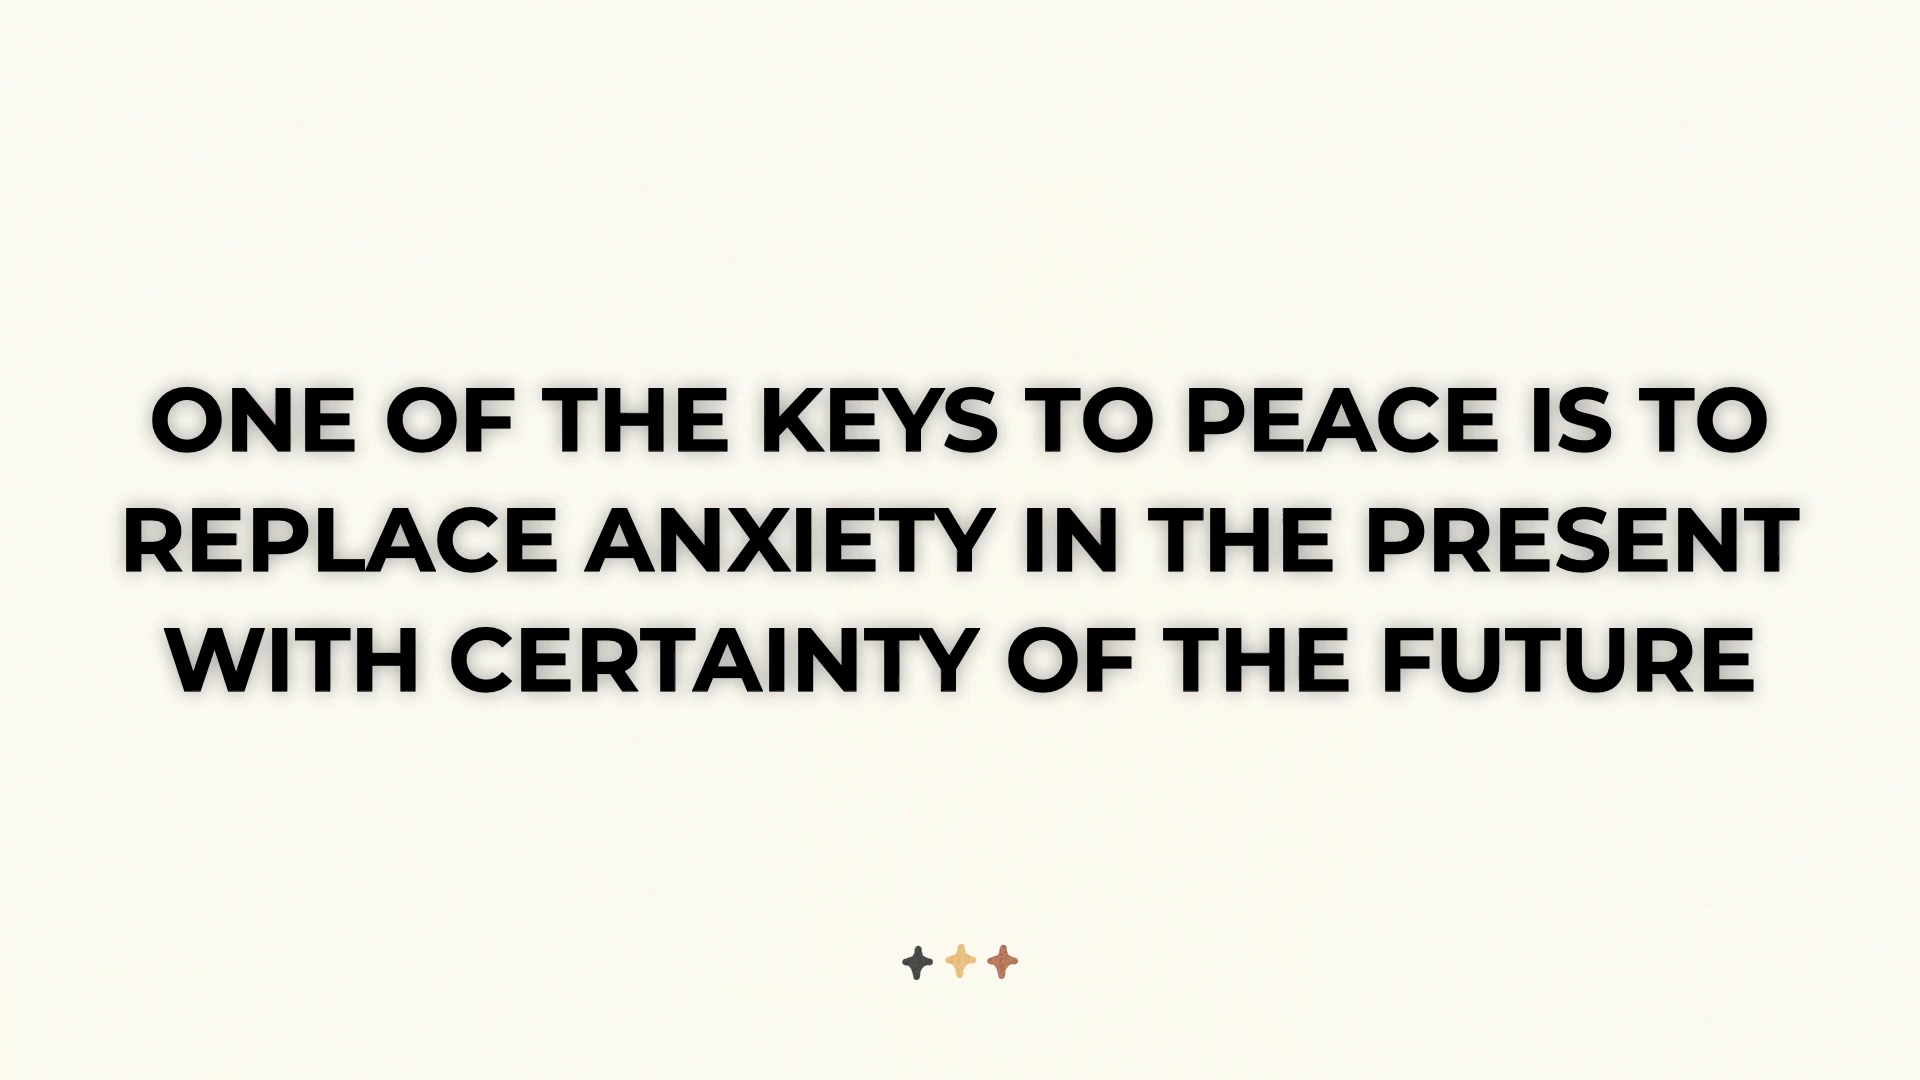 ONE OF THE KEYS TO PEACE IS TO
REPLACE ANXIETY IN THE PRESENT
WITH CERTAINTY OF THE FUTURE